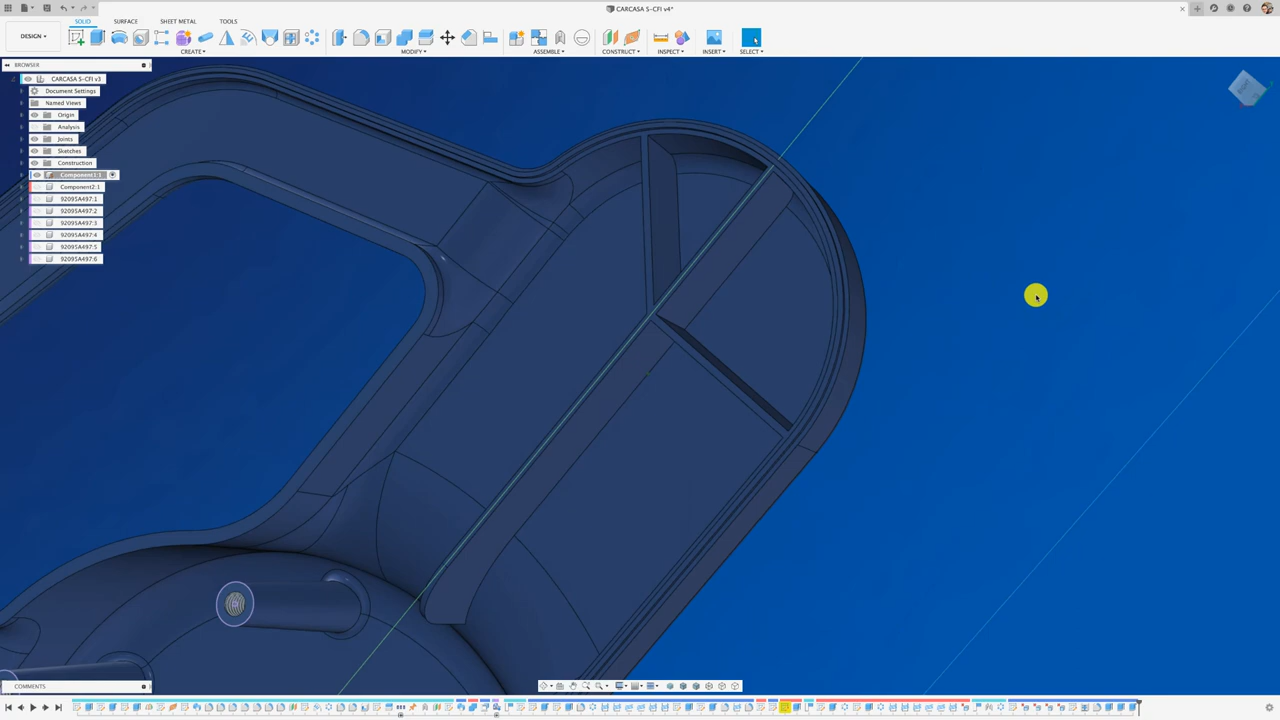 CARCASA S-CFI v4*
DESIGN▾
SOLID SURFACE SHEET METAL TOOLS
CREATE▾ MODIFY▾ ASSEMBLE▾ CONSTRUCT▾ INSPECT▾ INSERT▾ SELECT▾
BROWSER
CARCASA S-CFI v3
Document Settings
Named Views
Origin
Analysis
Joints
Sketches
Construction
Component1:1
Component2:1
92095A497:1
92095A497:2
92095A497:3
92095A497:4
92095A497:5
92095A497:6
COMMENTS